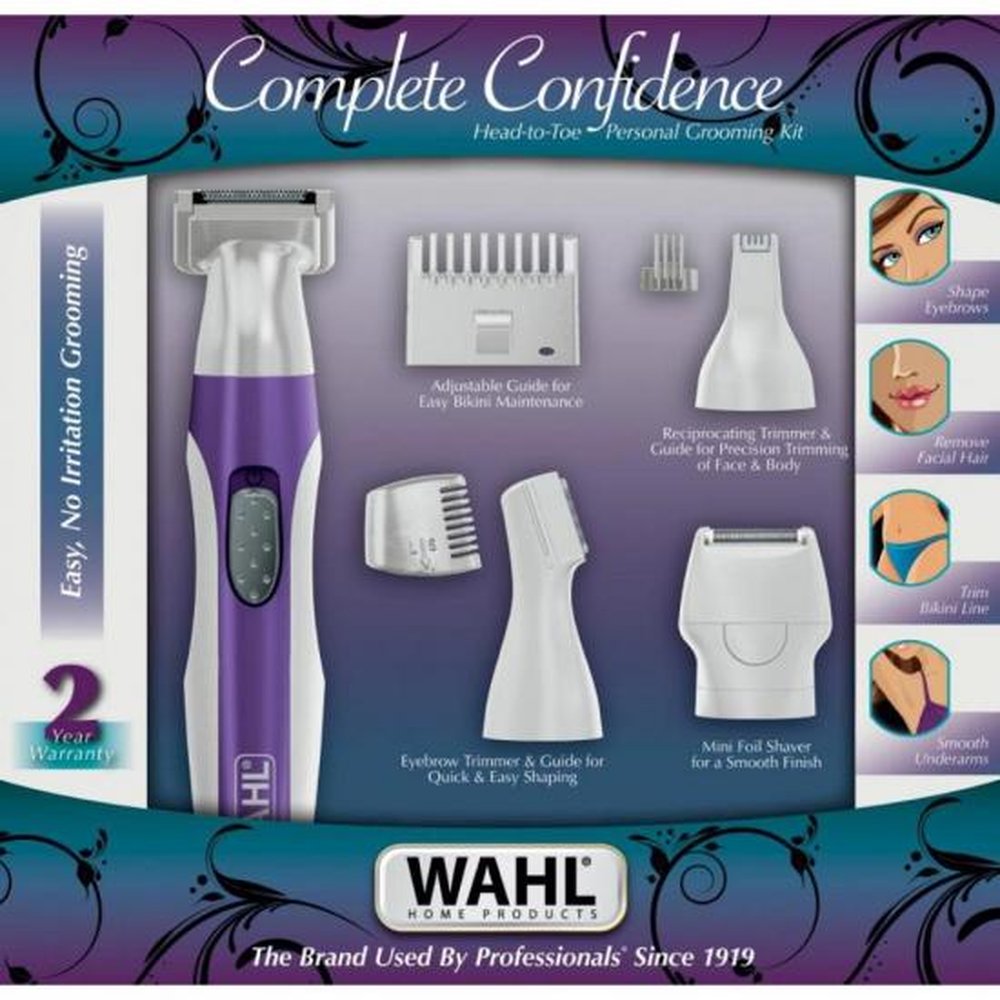 Complete Confidence
Head-to-Toe Personal Grooming Kit
Easy, No Irritation Grooming
2
Year
Warranty
Adjustable Guide for
Easy Bikini Maintenance
Reciprocating Trimmer &
Guide for Precision Trimming
of Face & Body
Eyebrow Trimmer & Guide for
Quick & Easy Shaping
Mini Foil Shaver
for a Smooth Finish
Shape
Eyebrows
Remove
Facial Hair
Trim
Bikini Line
Smooth
Underarms
AHL®
WAHL®
HOME PRODUCTS
The Brand Used By Professionals® Since 1919